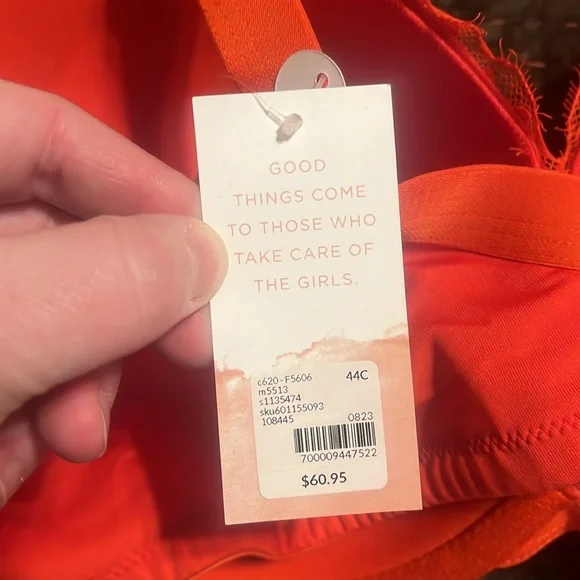 GOOD
THINGS COME
TO THOSE WHO
TAKE CARE OF
THE GIRLS.
c620-F5606 44C
m5513
s1135474
sku601155093
108445 0823
700009447522
$60.95